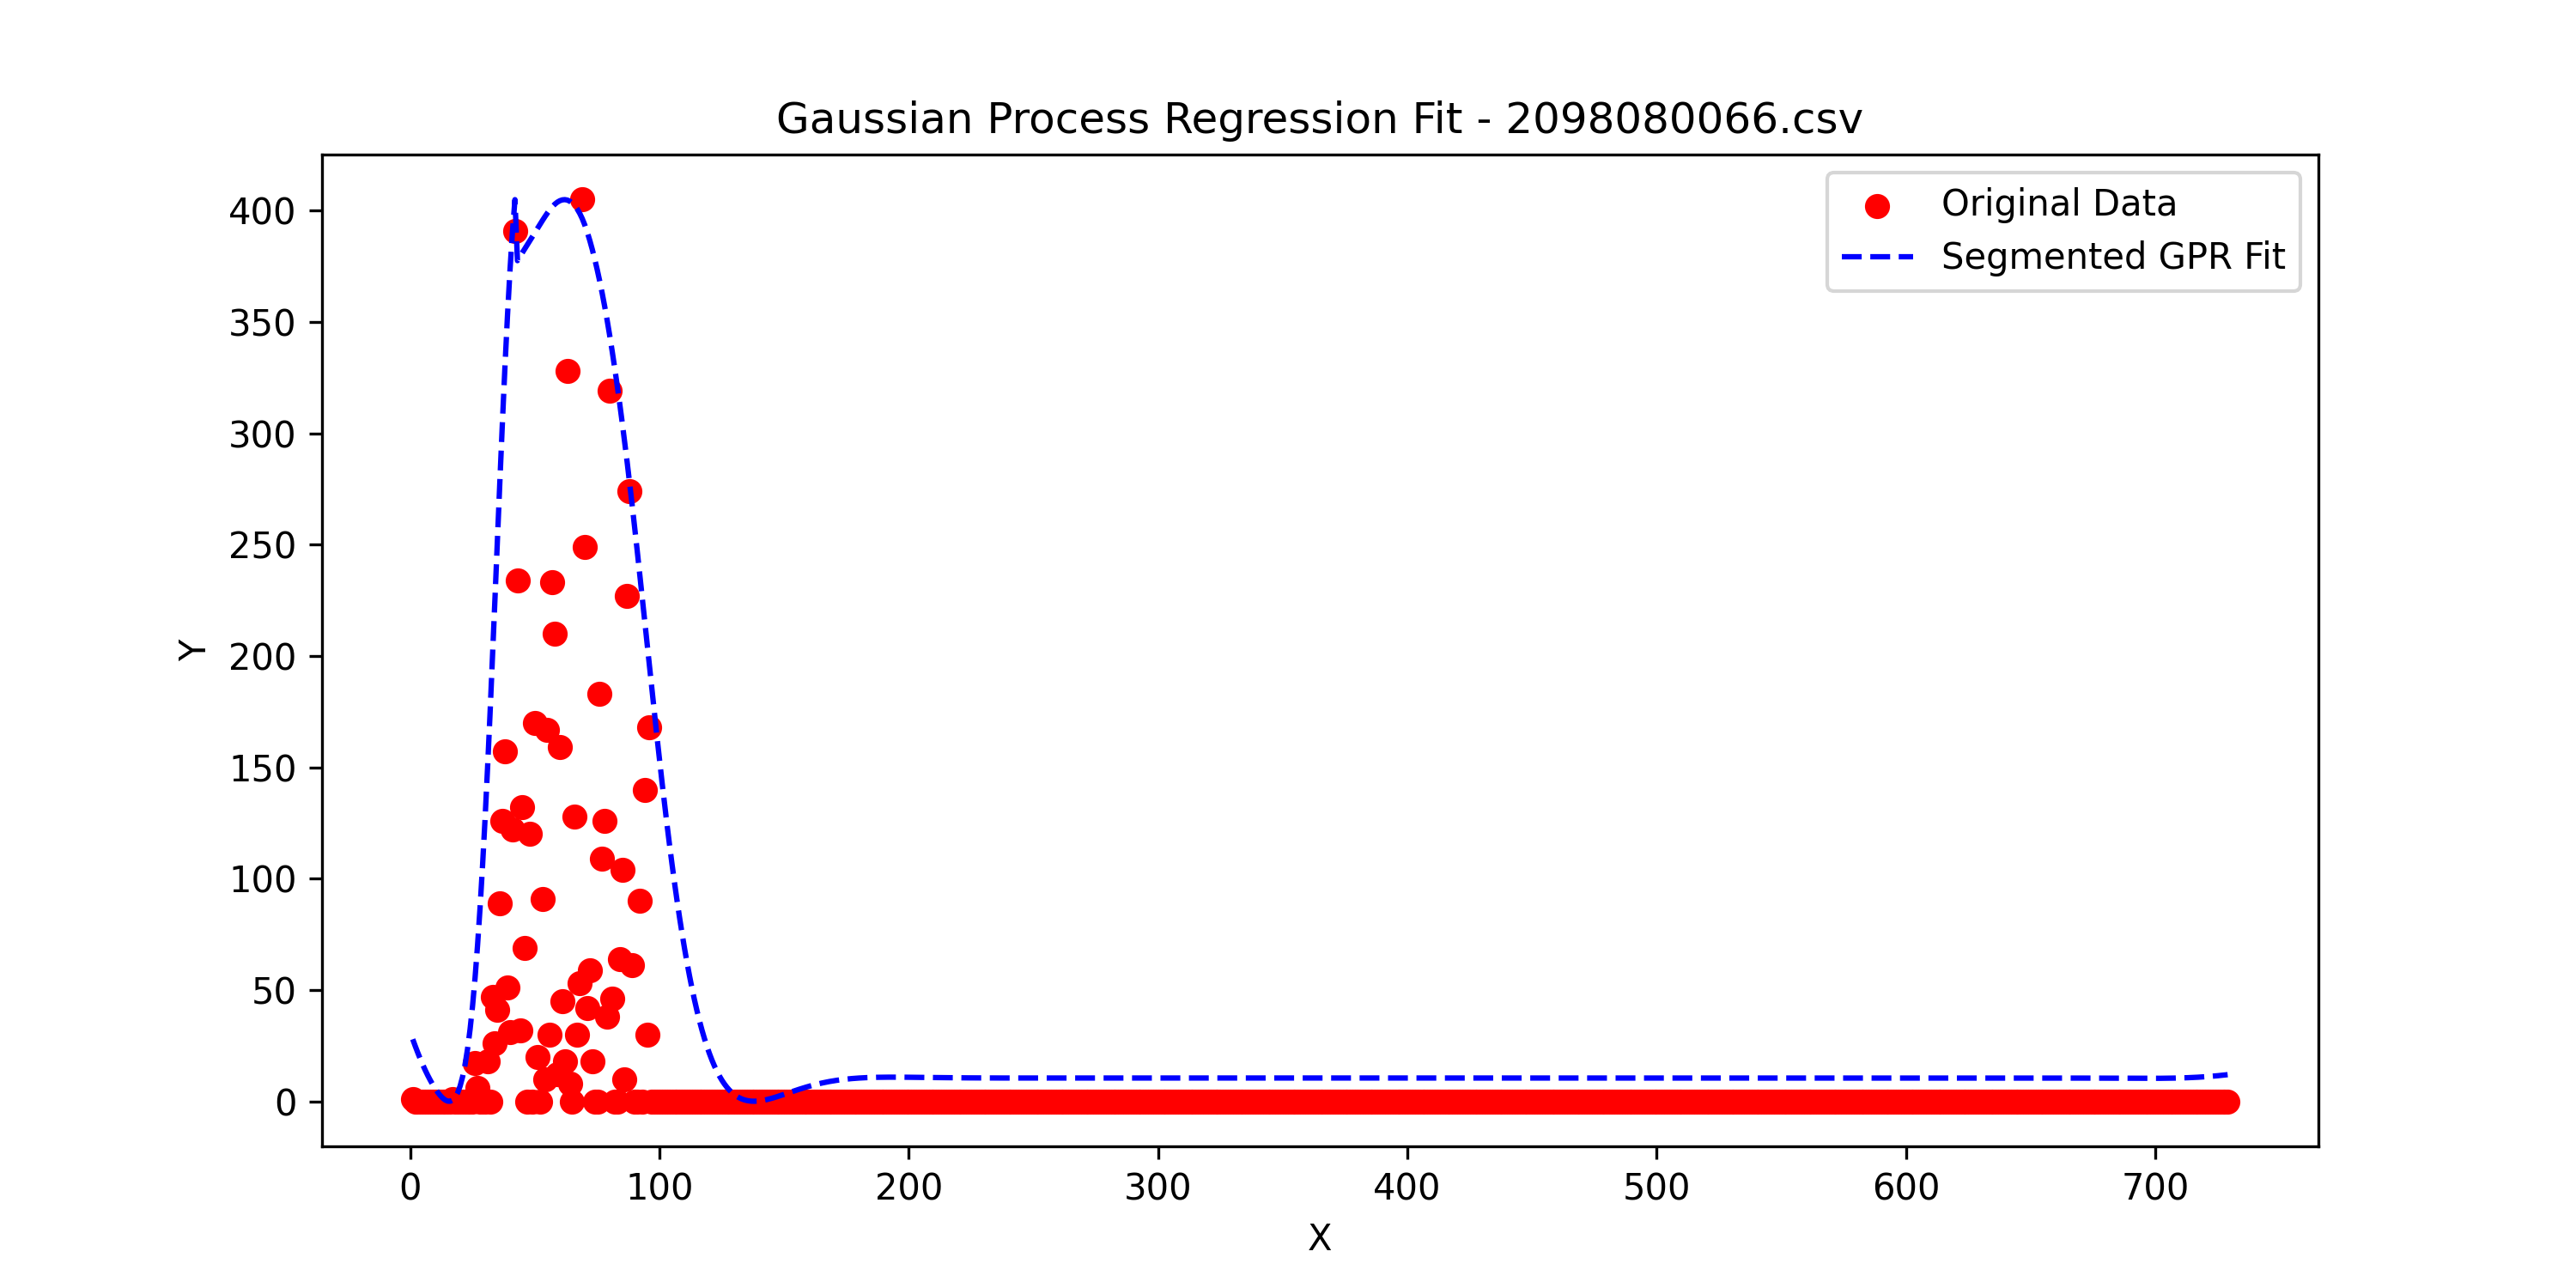 Gaussian Process Regression Fit - 2098080066.csv
Original Data
Segmented GPR Fit
Y
400
350
300
250
200
150
100
50
0
0 100 200 300 400 500 600 700
X